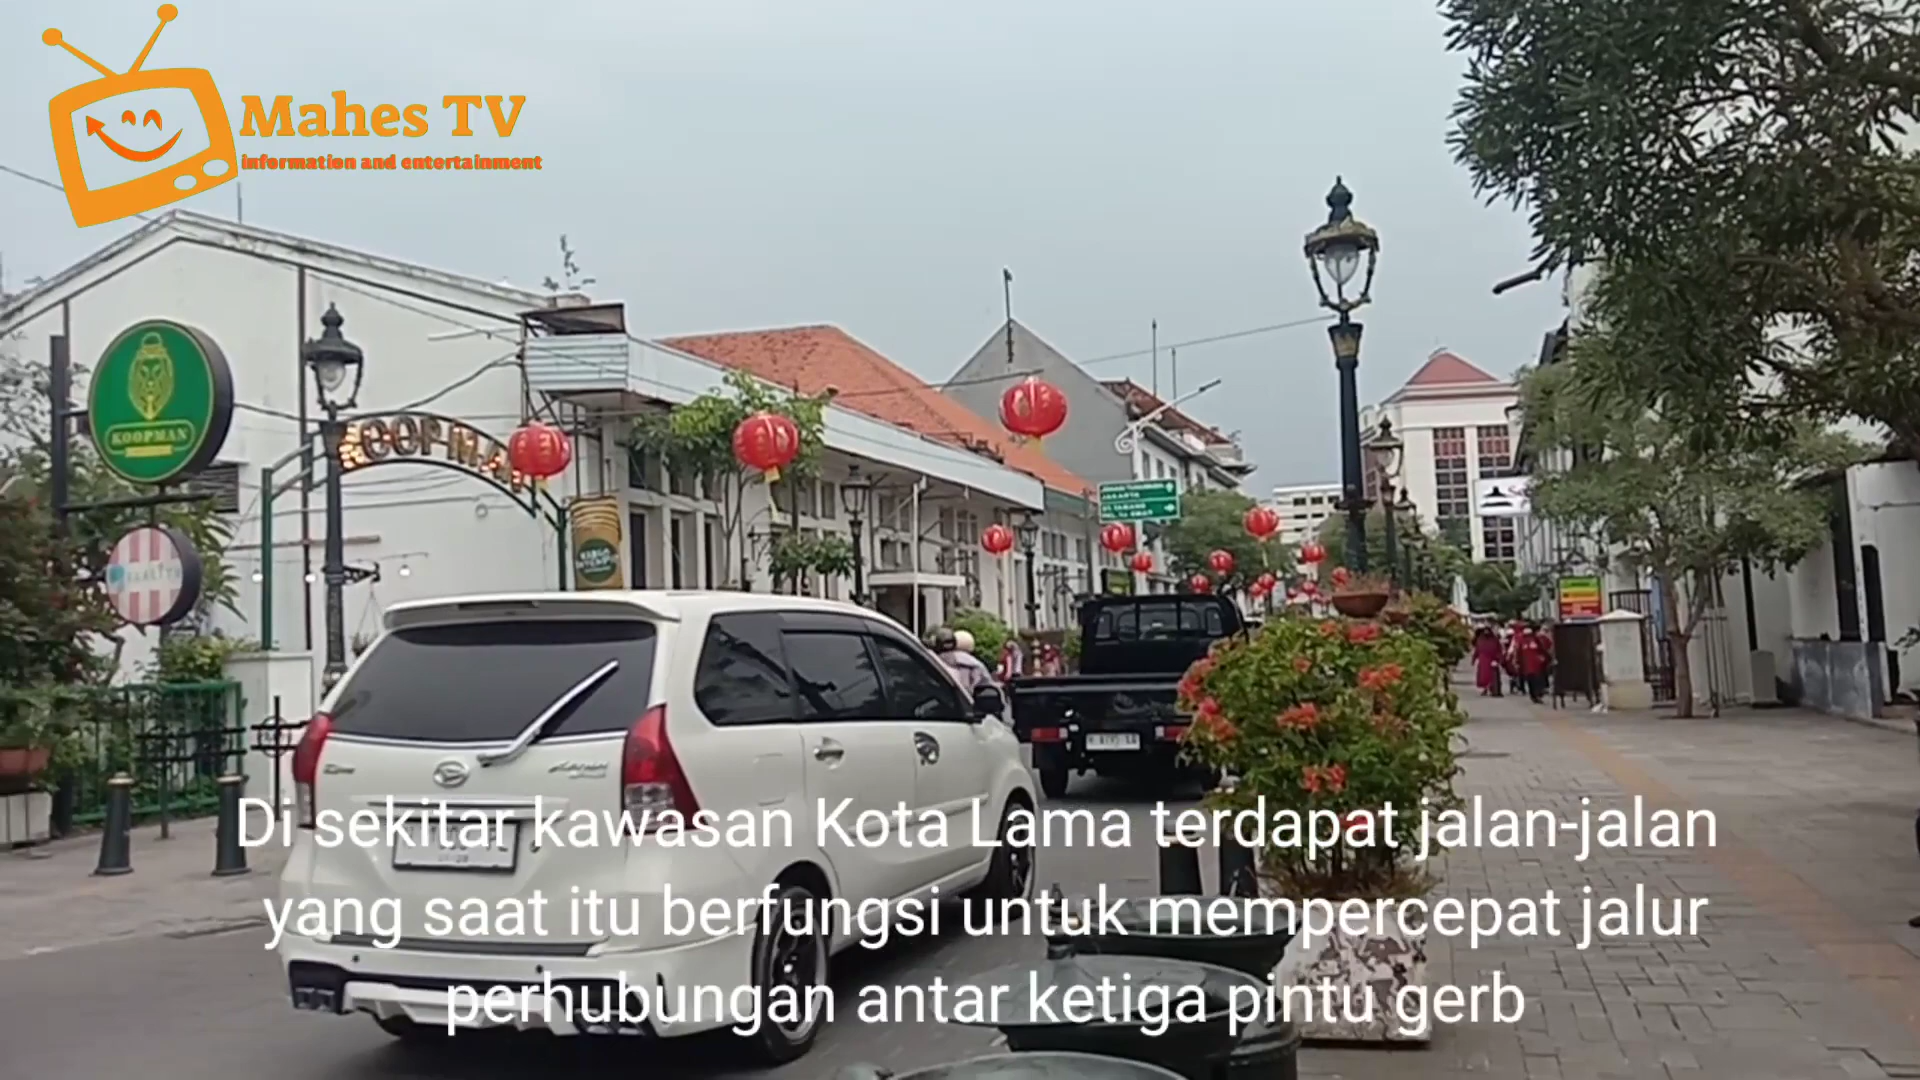 Mahes TV
information and entertainment
KOOPMAN
KOOPMAN
JAKARTA
Di sekitar kawasan Kota Lama terdapat jalan-jalan
yang saat itu berfungsi untuk mempercepat jalur
perhubungan antar ketiga pintu gerb